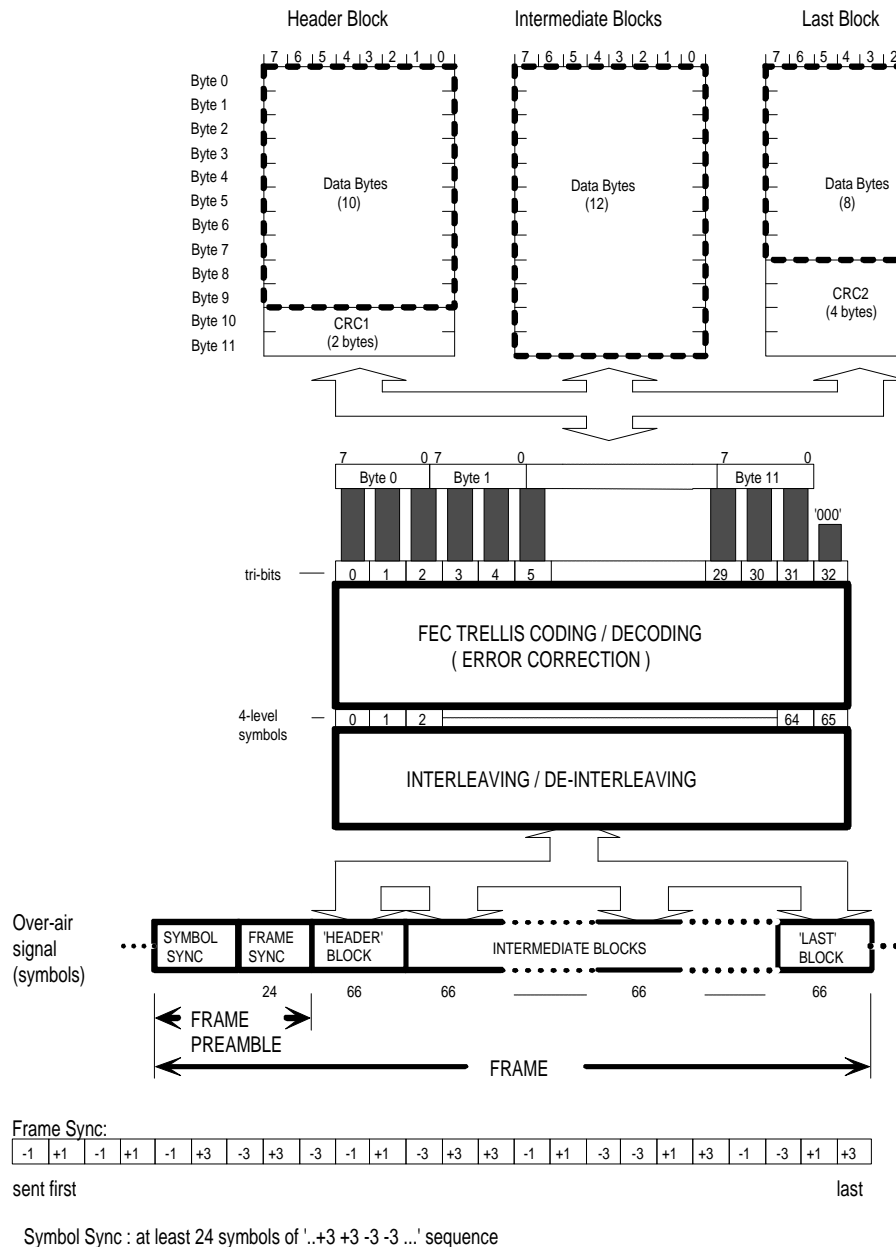 Header Block Intermediate Blocks Last Block
7 6 5 4 3 2 1 0 7 6 5 4 3 2 1 0 7 6 5 4 3 2
Byte 0
Byte 1
Byte 2
Byte 3
Byte 4
Byte 5
Byte 6
Byte 7
Byte 8
Byte 9
Byte 10
Byte 11
Data Bytes
(10)
CRC1
(2 bytes)
Data Bytes
(12)
Data Bytes
(8)
CRC2
(4 bytes)
7 0 7 0 7 0
Byte 0 Byte 1 Byte 11
'000'
tri-bits 0 1 2 3 4 5 29 30 31 32
FEC TRELLIS CODING / DECODING
( ERROR CORRECTION )
4-level
symbols
0 1 2 64 65
INTERLEAVING / DE-INTERLEAVING
Over-air
signal
(symbols)
SYMBOL
SYNC
FRAME
SYNC
'HEADER'
BLOCK
INTERMEDIATE BLOCKS
'LAST'
BLOCK
24 66 66 66 66
FRAME
PREAMBLE
FRAME
Frame Sync:
-1 +1 -1 +1 -1 +3 -3 +3 -3 -1 +1 -3 +3 +3 -1 +1 -3 -3 +1 +3 -1 -3 +1 +3
sent first last
Symbol Sync : at least 24 symbols of '..+3 +3 -3 -3 ...' sequence